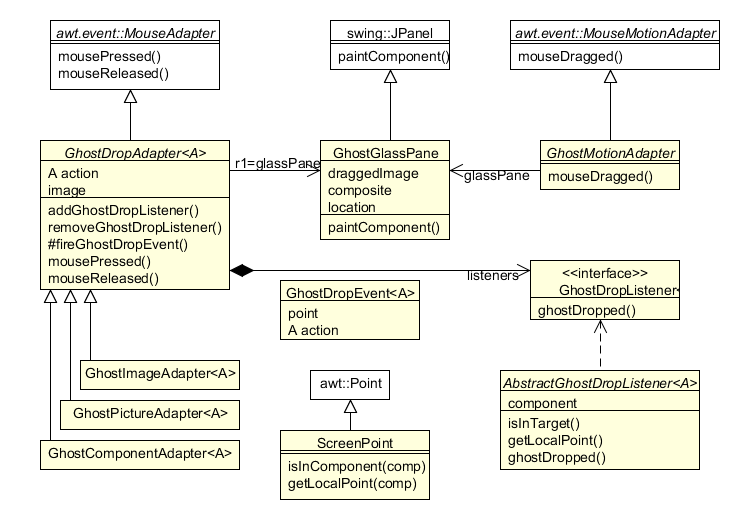 awt.event::MouseAdapter
mousePressed()
mouseReleased()
swing::JPanel
paintComponent()
awt.event::MouseMotionAdapter
mouseDragged()
GhostDropAdapter<A>
A action
image
addGhostDropListener()
removeGhostDropListener()
#fireGhostDropEvent()
mousePressed()
mouseReleased()
r1=glassPane
GhostGlassPane
draggedImage
composite
location
paintComponent()
glassPane
GhostMotionAdapter
mouseDragged()
listeners
<<interface>>
GhostDropListener<
ghostDropped()
GhostDropEvent<A>
point
A action
GhostImageAdapter<A>
GhostPictureAdapter<A>
GhostComponentAdapter<A>
awt::Point
ScreenPoint
isInComponent(comp)
getLocalPoint(comp)
AbstractGhostDropListener<A>
component
isInTarget()
getLocalPoint()
ghostDropped()